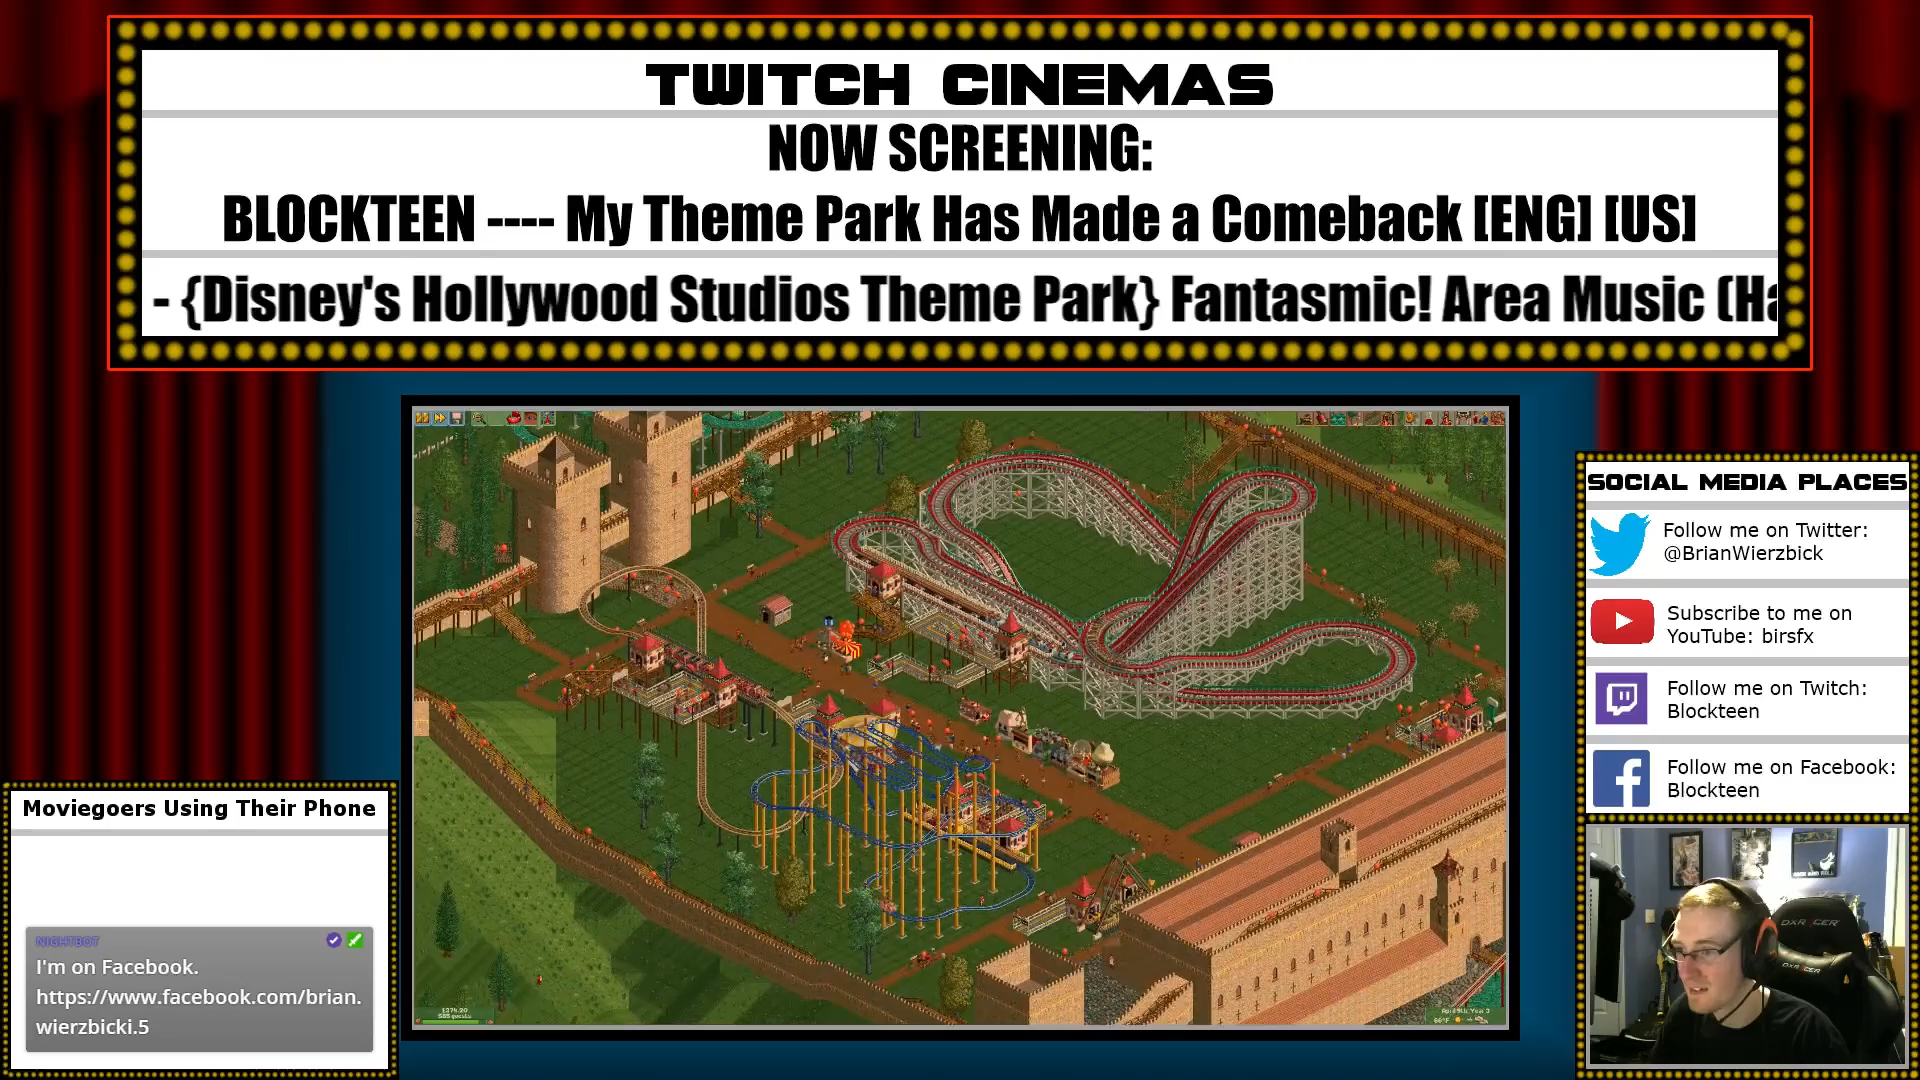 TWITCH CINEMAS
NOW SCREENING:
BLOCKTEEN ---- My Theme Park Has Made a Comeback [ENG] [US]
- {Disney's Hollywood Studios Theme Park} Fantasmic! Area Music (Ha
SOCIAL MEDIA PLACES
Follow me on Twitter:
@BrianWierzbick
Subscribe to me on
YouTube: birsfx
Follow me on Twitch:
Blockteen
Follow me on Facebook:
Blockteen
Moviegoers Using Their Phone
NIGHTBOT
I'm on Facebook.
https://www.facebook.com/brian.
wierzbicki.5
DXRACER
DXRACER